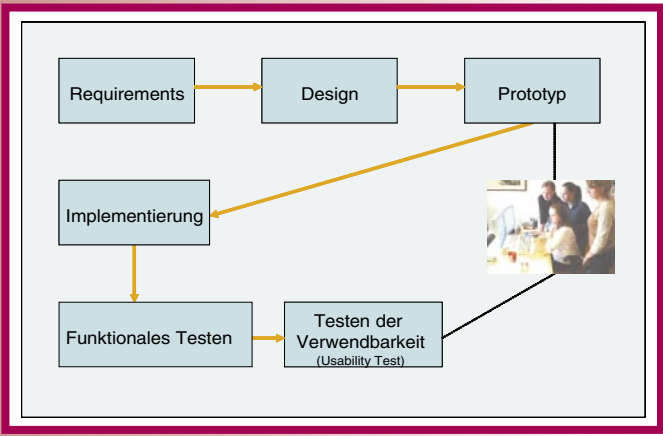 Requirements
Design
Prototyp
Implementierung
Funktionales Testen
Testen der
Verwendbarkeit
(Usability Test)